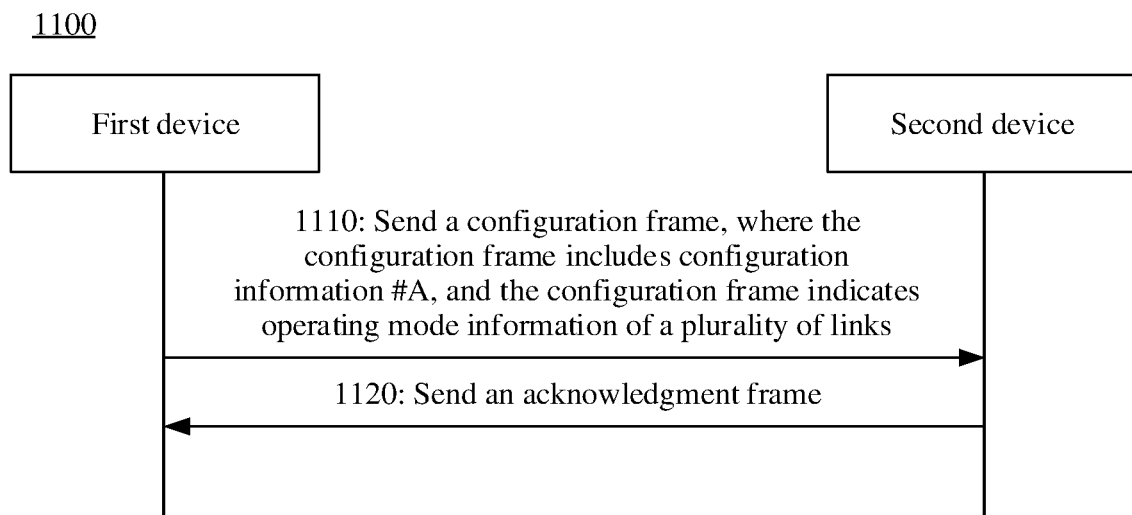 1100
First device
Second device
1110: Send a configuration frame, where the
configuration frame includes configuration
information #A, and the configuration frame indicates
operating mode information of a plurality of links
1120: Send an acknowledgment frame